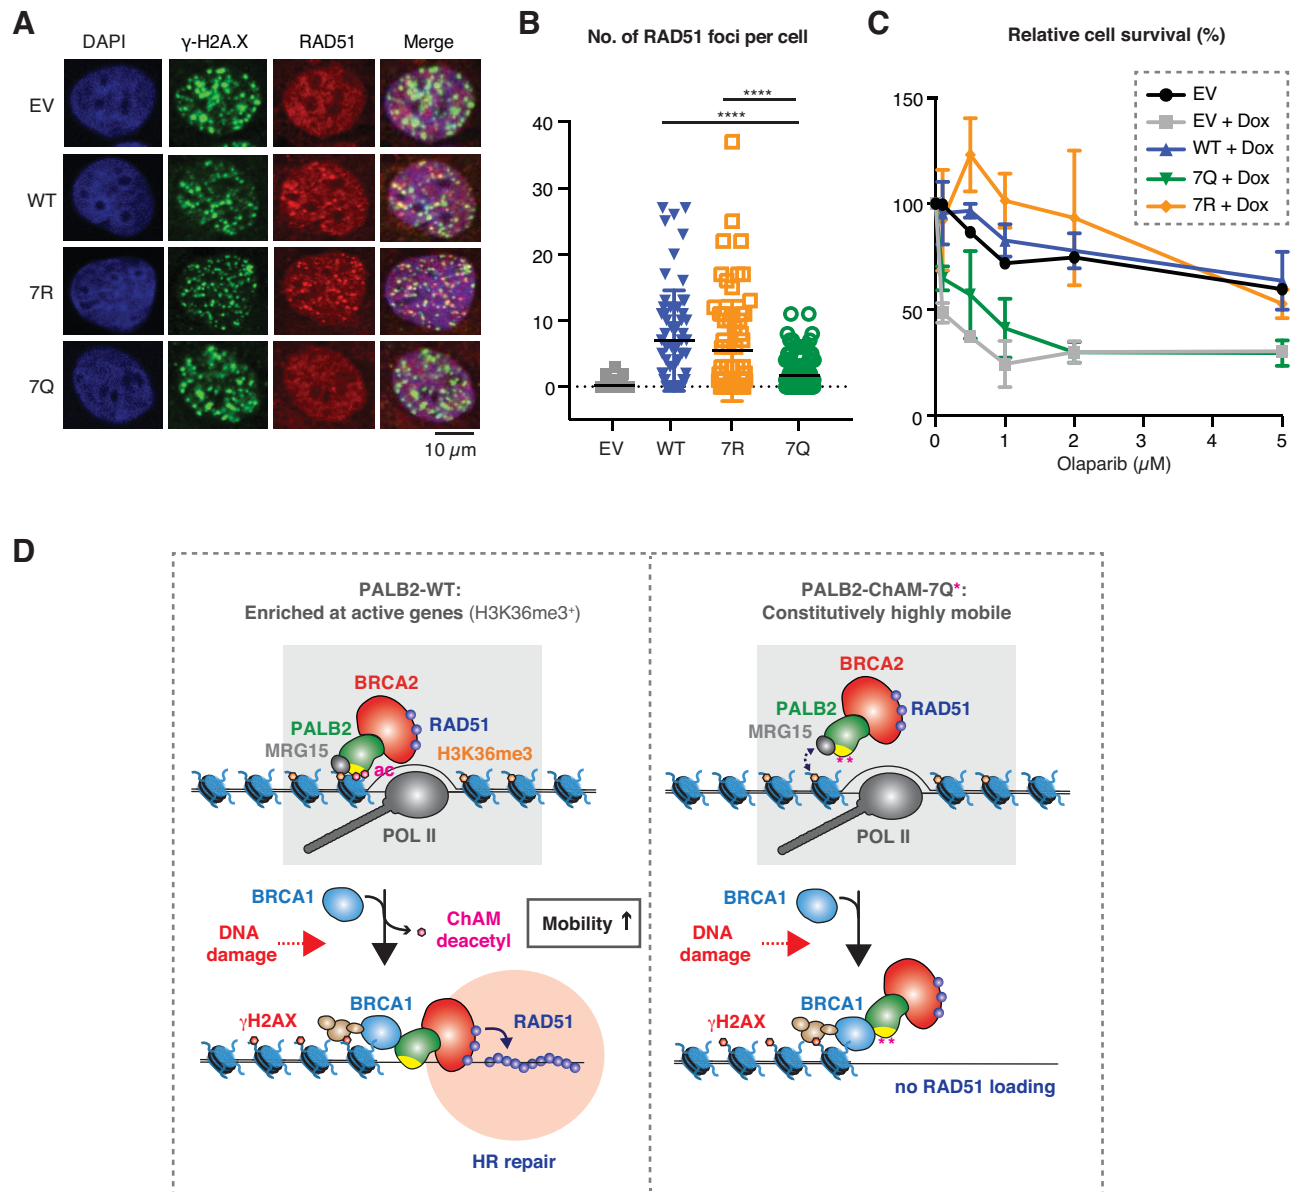 A
DAPI γ-H2A.X RAD51 Merge
EV
WT
7R
7Q
10 µm
B
No. of RAD51 foci per cell
****
****
40
30
20
10
0
EV WT 7R 7Q
C
Relative cell survival (%)
EV
EV + Dox
WT + Dox
7Q + Dox
7R + Dox
150
100
50
0
0 1 2 3 4 5
Olaparib (µM)
D
PALB2-WT:
Enriched at active genes (H3K36me3+)
BRCA2
PALB2
RAD51
MRG15
H3K36me3
ac
POL II
BRCA1
DNA
damage
ChAM
deacetyl
Mobility ↑
γH2AX
BRCA1
RAD51
HR repair
PALB2-ChAM-7Q*:
Constitutively highly mobile
BRCA2
PALB2
RAD51
MRG15
**
POL II
BRCA1
DNA
damage
γH2AX
BRCA1
**
no RAD51 loading